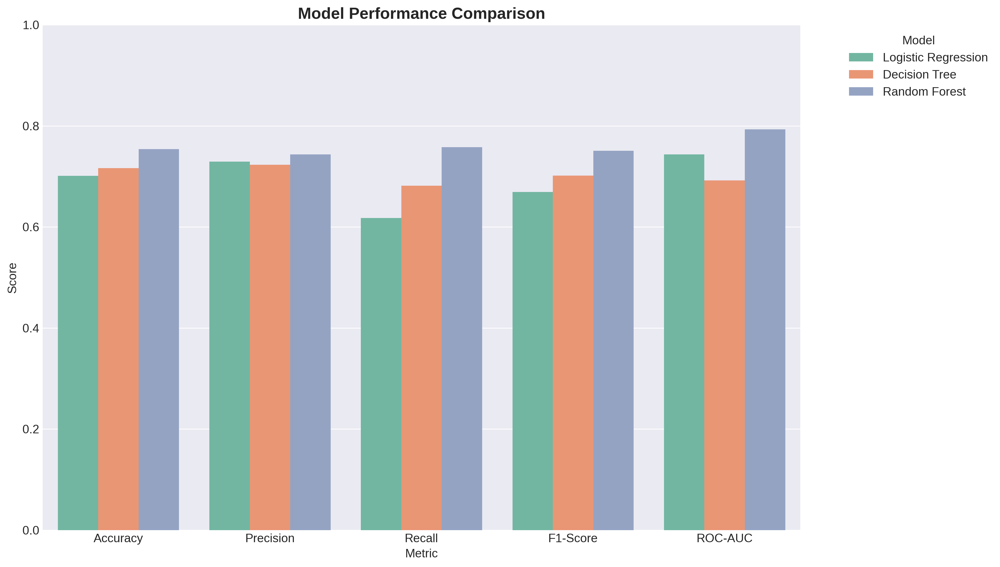 Model Performance Comparison
1.0
0.8
0.6
0.4
0.2
0.0
Score
Accuracy
Precision
Recall
F1-Score
ROC-AUC
Metric
Model
Logistic Regression
Decision Tree
Random Forest